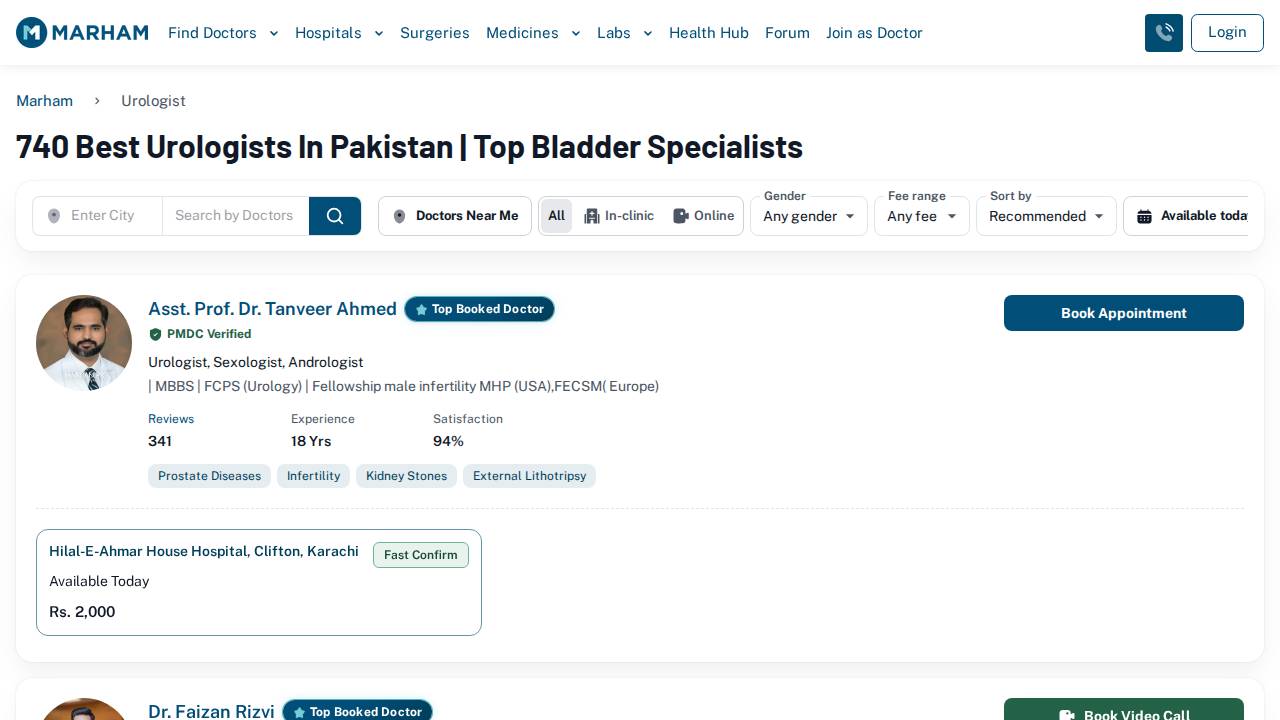 MARHAM
Find Doctors Hospitals Surgeries Medicines Labs Health Hub Forum Join as Doctor Login
Marham > Urologist
740 Best Urologists In Pakistan | Top Bladder Specialists
Enter City Search by Doctors Doctors Near Me All In-clinic Online
Gender
Any gender
Fee range
Any fee
Sort by
Recommended
Available today
Asst. Prof. Dr. Tanveer Ahmed Top Booked Doctor
Book Appointment
PMDC Verified
Urologist, Sexologist, Andrologist
| MBBS | FCPS (Urology) | Fellowship male infertility MHP (USA),FECSM( Europe)
Reviews Experience Satisfaction
341 18 Yrs 94%
Prostate Diseases Infertility Kidney Stones External Lithotripsy
Hilal-E-Ahmar House Hospital, Clifton, Karachi Fast Confirm
Available Today
Rs. 2,000
Dr. Faizan Rizvi Top Booked Doctor
Book Video Call